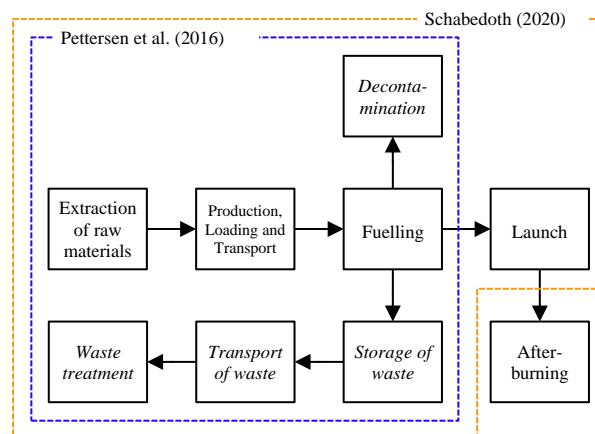 Schabedoth (2020)
Pettersen et al. (2016)
Deconta-
mination
Extraction
of raw
materials
Production,
Loading and
Transport
Fuelling
Launch
Waste
treatment
Transport
of waste
Storage of
waste
After-
burning